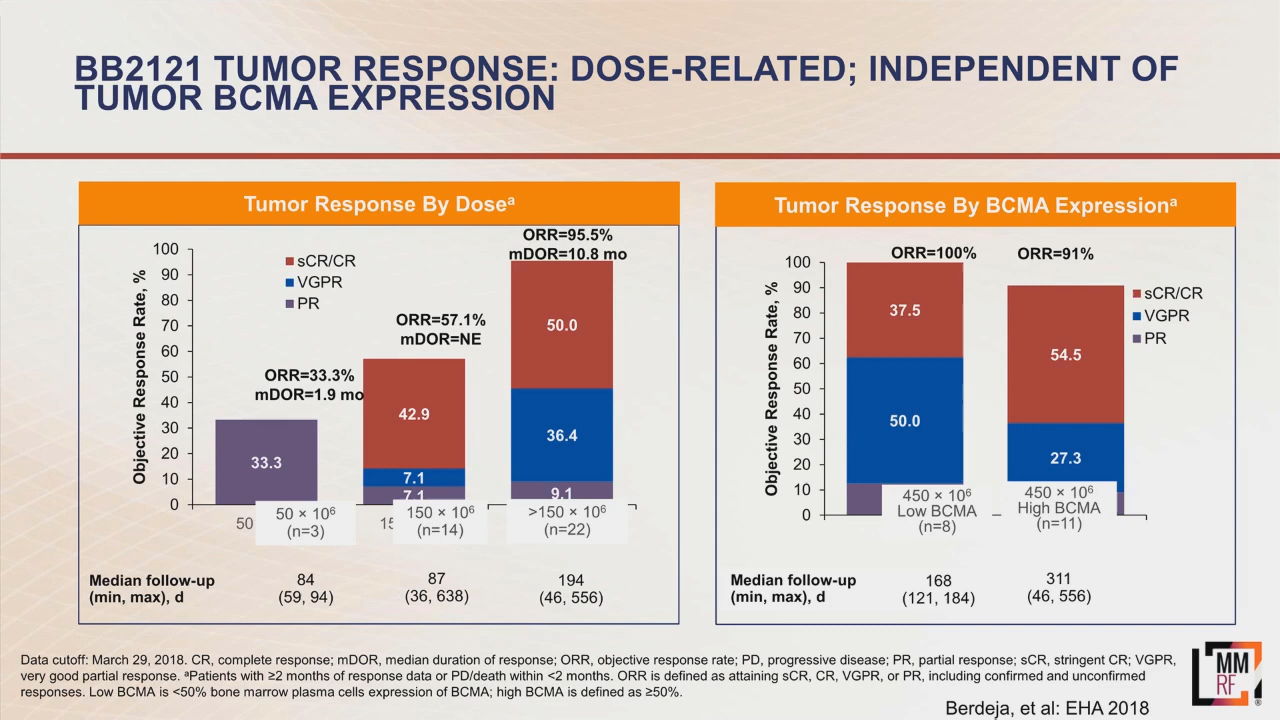 BB2121 TUMOR RESPONSE: DOSE-RELATED; INDEPENDENT OF
TUMOR BCMA EXPRESSION
Tumor Response By Doseᵃ
ORR=95.5%
mDOR=10.8 mo
sCR/CR
VGPR
PR
ORR=57.1%
mDOR=NE
ORR=33.3%
mDOR=1.9 mo
Objective Response Rate, %
100
90
80
70
60
50
40
30
20
10
0
33.3
42.9
7.1
7.1
50.0
36.4
9.1
50
50 × 10⁶
(n=3)
15
150 × 10⁶
(n=14)
>150 × 10⁶
(n=22)
Median follow-up
(min, max), d
84
(59, 94)
87
(36, 638)
194
(46, 556)
Tumor Response By BCMA Expressionᵃ
ORR=100%
ORR=91%
Objective Response Rate, %
100
90
80
70
60
50
40
30
20
10
0
37.5
50.0
54.5
27.3
sCR/CR
VGPR
PR
450 × 10⁶
Low BCMA
(n=8)
450 × 10⁶
High BCMA
(n=11)
Median follow-up
(min, max), d
168
(121, 184)
311
(46, 556)
Data cutoff: March 29, 2018. CR, complete response; mDOR, median duration of response; ORR, objective response rate; PD, progressive disease; PR, partial response; sCR, stringent CR; VGPR,
very good partial response. ᵃPatients with ≥2 months of response data or PD/death within <2 months. ORR is defined as attaining sCR, CR, VGPR, or PR, including confirmed and unconfirmed
responses. Low BCMA is <50% bone marrow plasma cells expression of BCMA; high BCMA is defined as ≥50%.
Berdeja, et al: EHA 2018
MM
RF
®